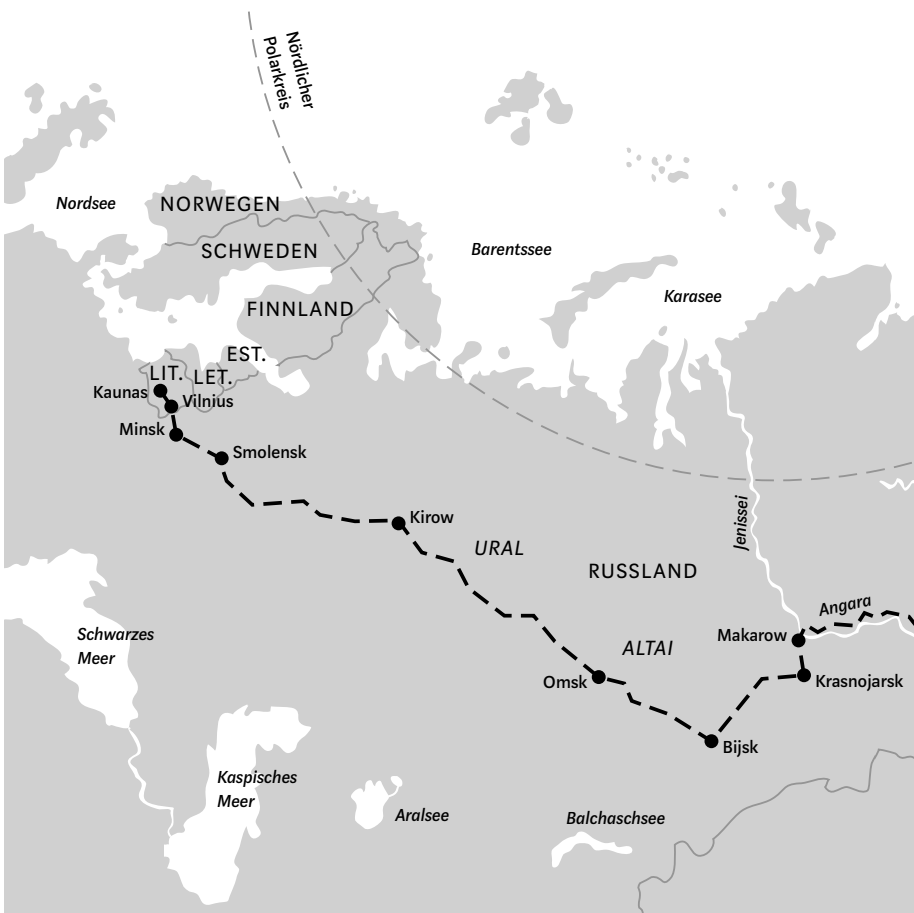 Nördlicher
Polarkreis
Nordsee
NORWEGEN
SCHWEDEN
Barentssee
Karasee
FINNLAND
EST.
LIT.
LET.
Kaunas
Vilnius
Minsk
Smolensk
Kirow
URAL
Jenissei
RUSSLAND
Angara
Schwarzes
Meer
Makarow
ALTAI
Omsk
Krasnojarsk
Bijsk
Kaspisches
Meer
Aralsee
Balchaschsee